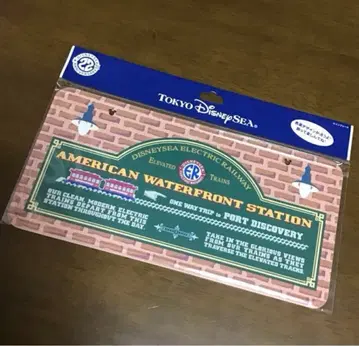 TOKYO DISNEY SEA®
DISNEYSEA ELECTRIC RAILWAY
ELEVATED ER TRAINS
AMERICAN WATERFRONT STATION
ONE WAY TRIP to PORT DISCOVERY
OUR CLEAN, MODERN ELECTRIC
TRAINS DEPART FROM THIS
STATION THROUGHOUT THE DAY.
TAKE IN THE GLORIOUS VIEWS
FROM OUR TRAINS AS THEY
TRAVERSE THE ELEVATED TRACKS.